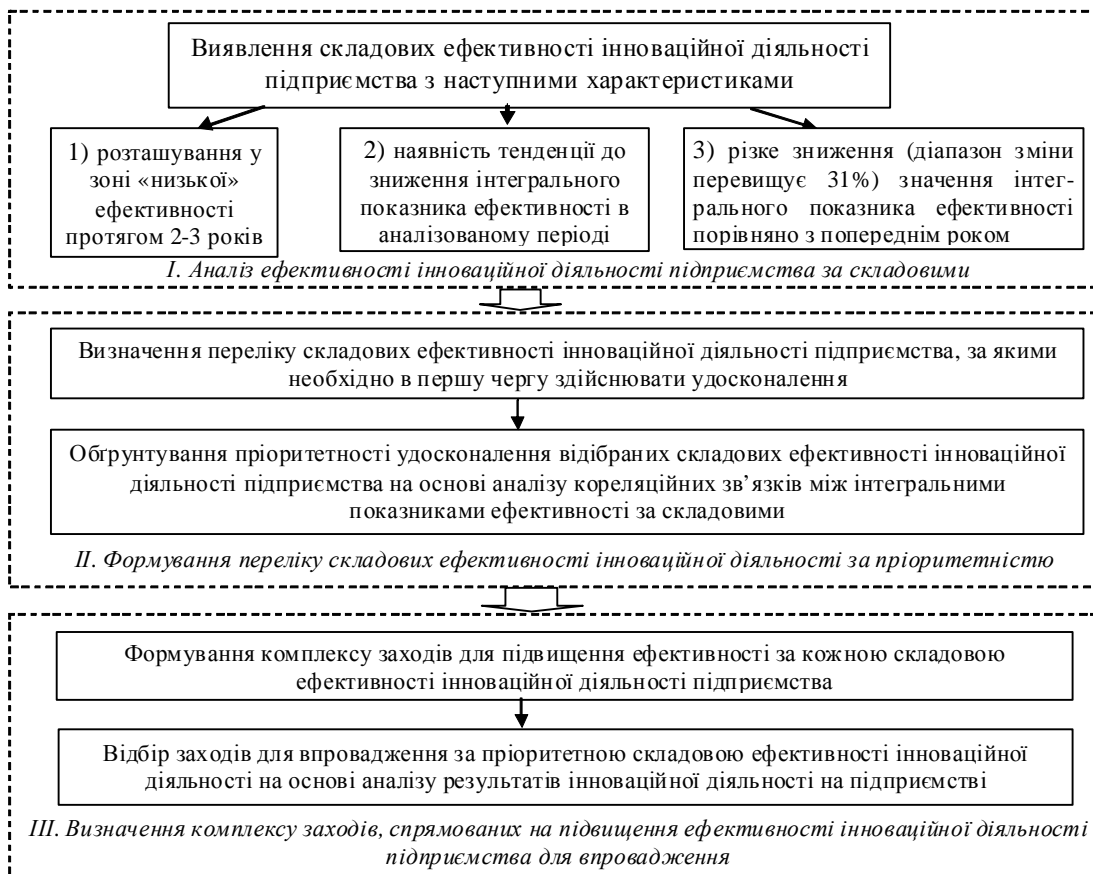 Виявлення складових ефективності інноваційної діяльності
підприємства з наступними характеристиками
1) розташування у
зоні «низької»
ефективності
протягом 2-3 років
2) наявність тенденції до
зниження інтегрального
показника ефективності в
аналізованому періоді
3) різке зниження (діапазон зміни
перевищує 31%) значення інтег-
рального показника ефективності
порівняно з попереднім роком
I. Аналіз ефективності інноваційної діяльності підприємства за складовими
Визначення переліку складових ефективності інноваційної діяльності підприємства, за якими
необхідно в першу чергу здійснювати удосконалення
Обґрунтування пріоритетності удосконалення відібраних складових ефективності інноваційної
діяльності підприємства на основі аналізу кореляційних зв’язків між інтегральними
показниками ефективності за складовими
II. Формування переліку складових ефективності інноваційної діяльності за пріоритетністю
Формування комплексу заходів для підвищення ефективності за кожною складовою
ефективності інноваційної діяльності підприємства
Відбір заходів для впровадження за пріоритетною складовою ефективності інноваційної
діяльності на основі аналізу результатів інноваційної діяльності на підприємстві
III. Визначення комплексу заходів, спрямованих на підвищення ефективності інноваційної діяльності
підприємства для впровадження